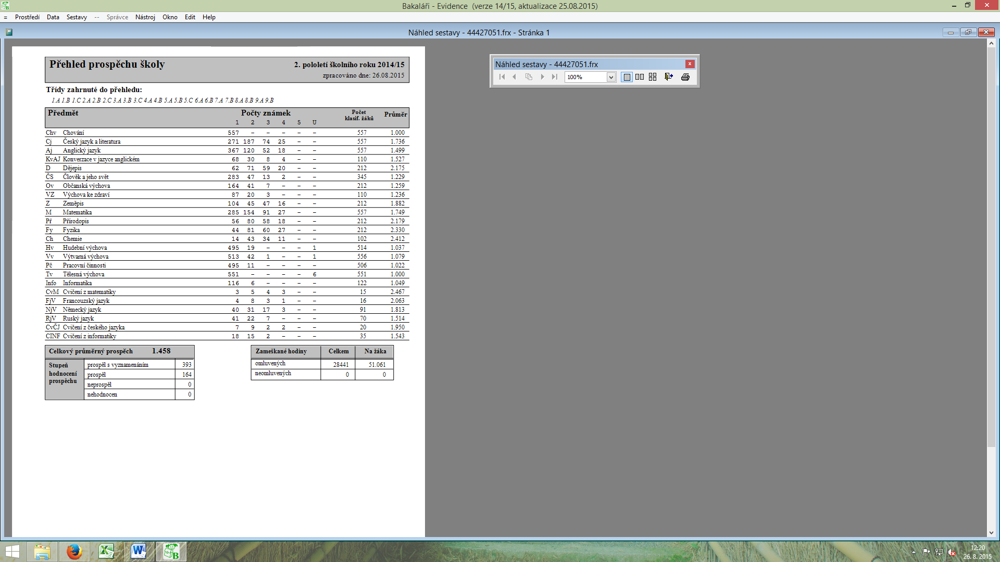 Bakaláři - Evidence  (verze 14/15, aktualizace 25.08.2015)
= Prostředí Data Sestavy -- Správce Nástroj Okno Edit Help
Náhled sestavy - 44427051.frx - Stránka 1
Přehled prospěchu školy 2. pololetí školního roku 2014/15
zpracováno dne: 26.08.2015
Třídy zahrnuté do přehledu:
1.A 1.B 1.C 2.A 2.B 2.C 3.A 3.B 3.C 4.A 4.B 5.A 5.B 5.C 6.A 6.B 7.A 7.B 8.A 8.B 9.A 9.B
Předmět Počty známek Počet klasif. žáků Průměr
1 2 3 4 5 U
Chv Chování 557 – – – – – 557 1.000
Cj Český jazyk a literatura 271 187 74 25 – – 557 1.736
Aj Anglický jazyk 367 120 52 18 – – 557 1.499
KvAJ Konverzace v jazyce anglickém 68 30 8 4 – – 110 1.527
D Dějepis 62 71 59 20 – – 212 2.175
ČS Člověk a jeho svět 283 47 13 2 – – 345 1.229
Ov Občanská výchova 164 41 7 – – – 212 1.259
VZ Výchova ke zdraví 87 20 3 – – – 110 1.236
Z Zeměpis 104 45 47 16 – – 212 1.882
M Matematika 285 154 91 27 – – 557 1.749
Př Přírodopis 56 80 58 18 – – 212 2.179
Fy Fyzika 44 81 60 27 – – 212 2.330
Ch Chemie 14 43 34 11 – – 102 2.412
Hv Hudební výchova 495 19 – – – 1 514 1.037
Vv Výtvarná výchova 513 42 1 – – 1 556 1.079
Pč Pracovní činnosti 495 11 – – – – 506 1.022
Tv Tělesná výchova 551 – – – – 6 551 1.000
Info Informatika 116 6 – – – – 122 1.049
CvM Cvičení z matematiky 3 5 4 3 – – 15 2.467
FjV Francouzský jazyk 4 8 3 1 – – 16 2.063
NjV Německý jazyk 40 31 17 3 – – 91 1.813
RjV Ruský jazyk 41 22 7 – – – 70 1.514
CvČJ Cvičení z českého jazyka 7 9 2 2 – – 20 1.950
CINF Cvičení z informatiky 18 15 2 – – – 35 1.543
Celkový průměrný prospěch 1.458
Stupeň hodnocení prospěchu
prospěl s vyznamenáním 393
prospěl 164
neprospěl 0
nehodnocen 0
Zameškané hodiny Celkem Na žáka
omluvených 28441 51.061
neomluvených 0 0
Náhled sestavy - 44427051.frx
100%
12:20
26. 8. 2015